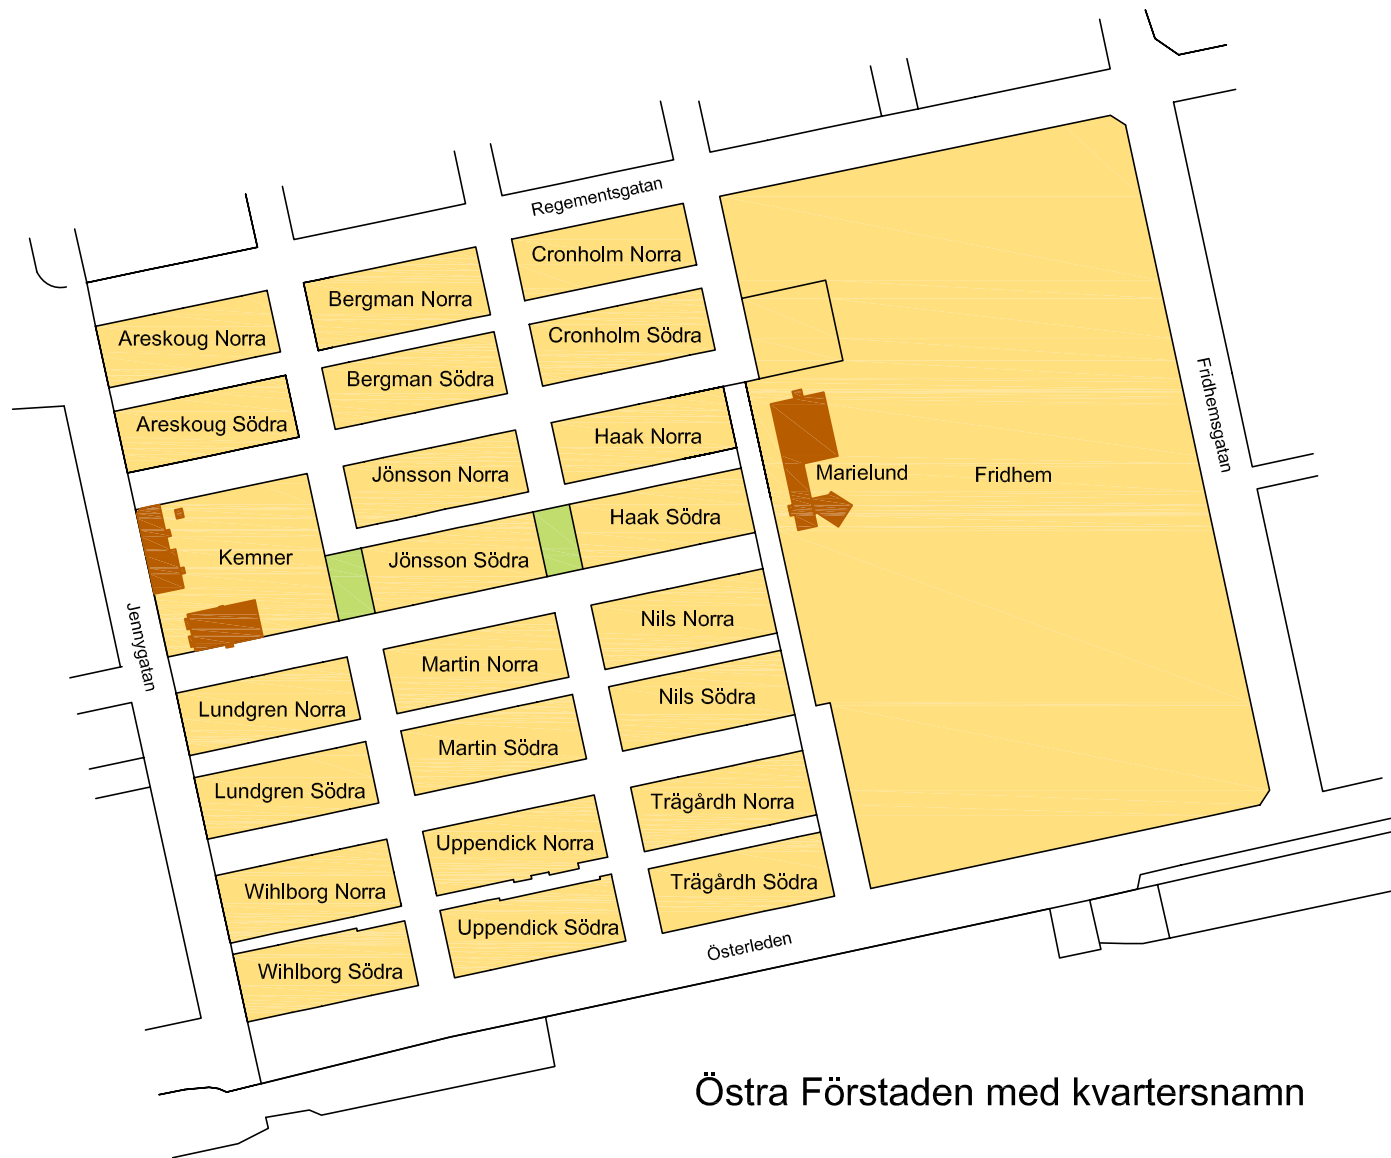 Regementsgatan
Cronholm Norra
Bergman Norra
Areskoug Norra
Cronholm Södra
Bergman Södra
Areskoug Södra
Haak Norra
Jönsson Norra
Marielund
Fridhem
Fridhemsgatan
Haak Södra
Jönsson Södra
Kemner
Jennygatan
Nils Norra
Martin Norra
Lundgren Norra
Nils Södra
Martin Södra
Lundgren Södra
Trägårdh Norra
Uppendick Norra
Wihlborg Norra
Trägårdh Södra
Uppendick Södra
Wihlborg Södra
Österleden
Östra Förstaden med kvartersnamn